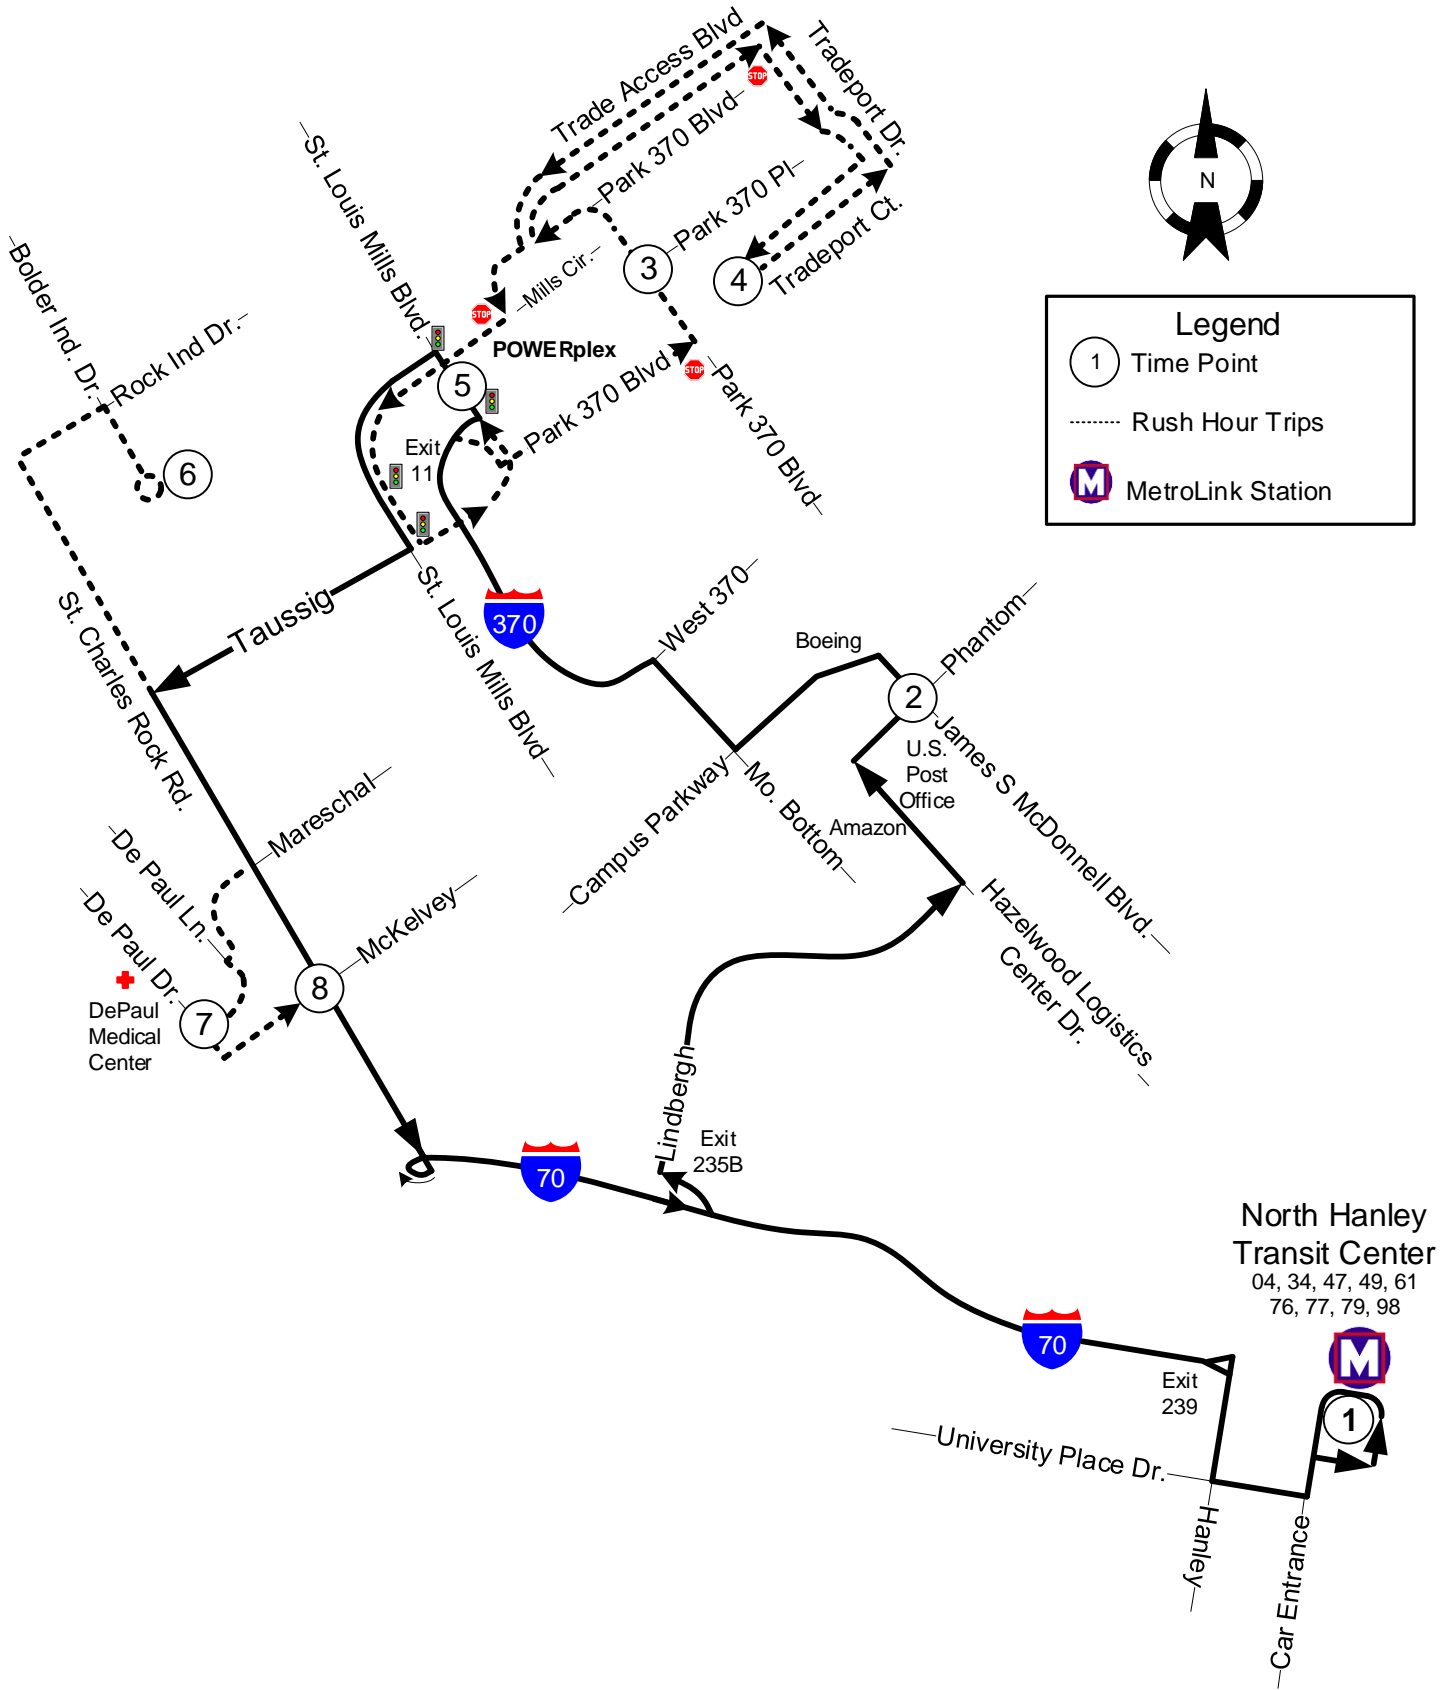 Trade Access Blvd
Tradeport Dr.
Park 370 Blvd
STOP
St. Louis Mills Blvd.
Park 370 Pl
N
Tradeport Ct.
3
4
Mills Cir.
STOP
Bolder Ind. Dr.
Rock Ind Dr.
POWERplex
5
Park 370 Blvd
STOP
Park 370 Blvd
Exit
11
6
Legend
1 Time Point
Rush Hour Trips
M MetroLink Station
St. Charles Rock Rd.
Taussig
St. Louis Mills Blvd
370
West 370
Boeing
Phantom
2
James S McDonnell Blvd.
U.S.
Post
Office
Amazon
Campus Parkway
Mo. Bottom
Hazelwood Logistics
Center Dr.
Mareschal
De Paul Ln.
De Paul Dr.
McKelvey
8
7
DePaul
Medical
Center
Lindbergh
Exit
235B
70
North Hanley
Transit Center
04, 34, 47, 49, 61
76, 77, 79, 98
M
70
Exit
239
1
University Place Dr.
Hanley
Car Entrance